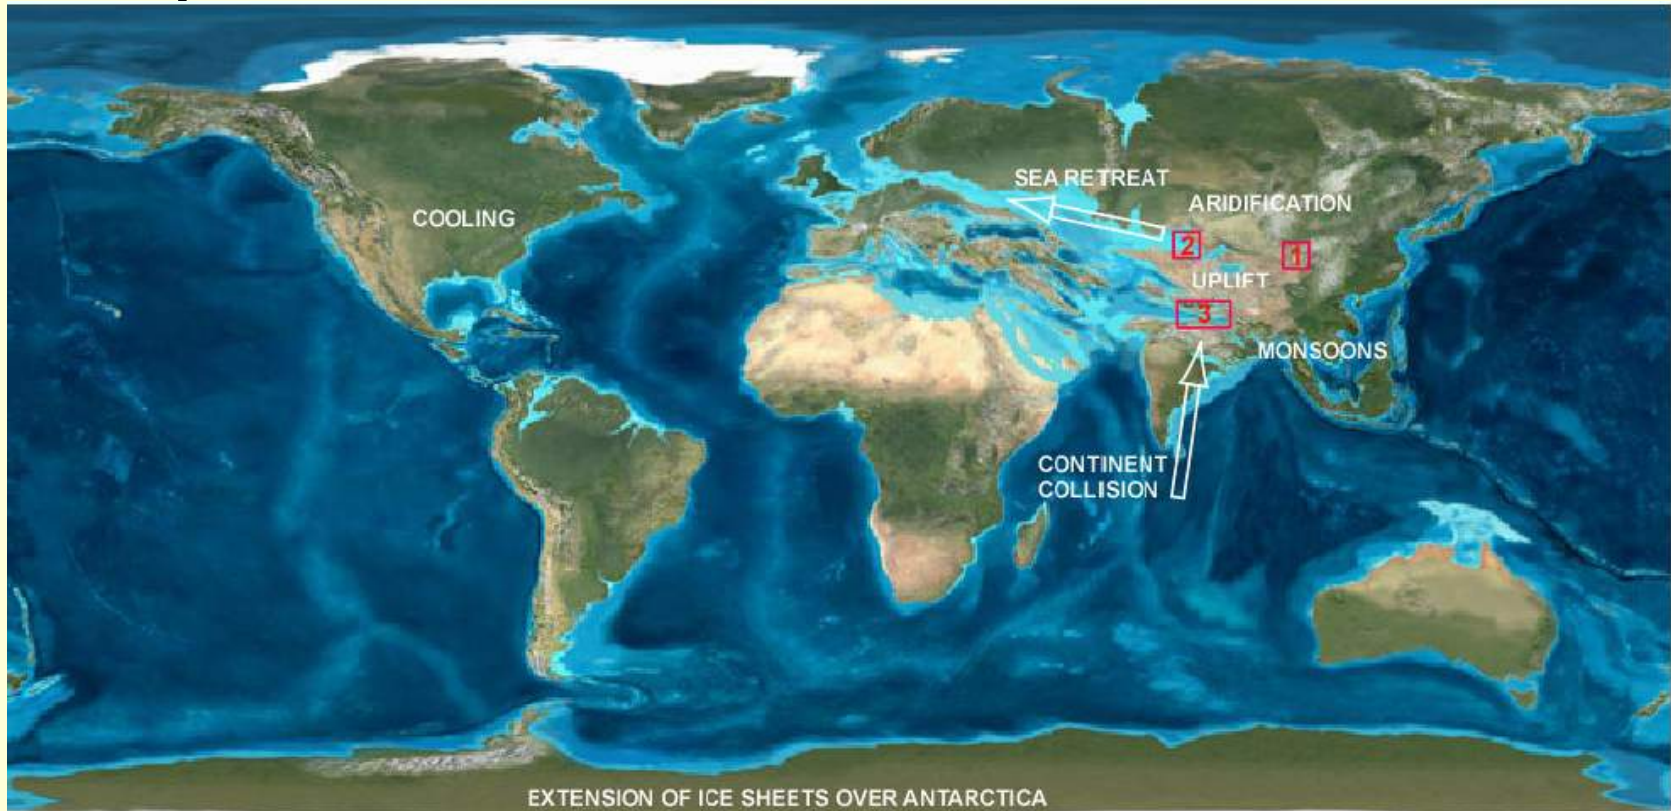 SEA RETREAT
ARIDIFICATION
COOLING
2
1
UPLIFT
3
MONSOONS
CONTINENT
COLLISION
EXTENSION OF ICE SHEETS OVER ANTARCTICA